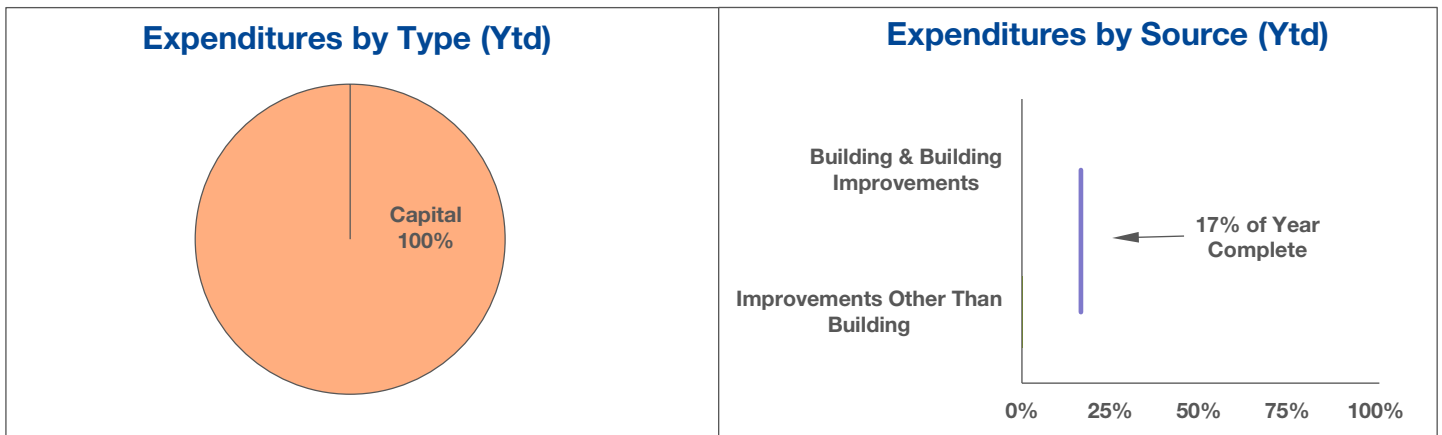 Expenditures by Type (Ytd)
Capital
100%
Expenditures by Source (Ytd)
Building & Building
Improvements
17% of Year
Complete
Improvements Other Than
Building
0%
25%
50%
75%
100%